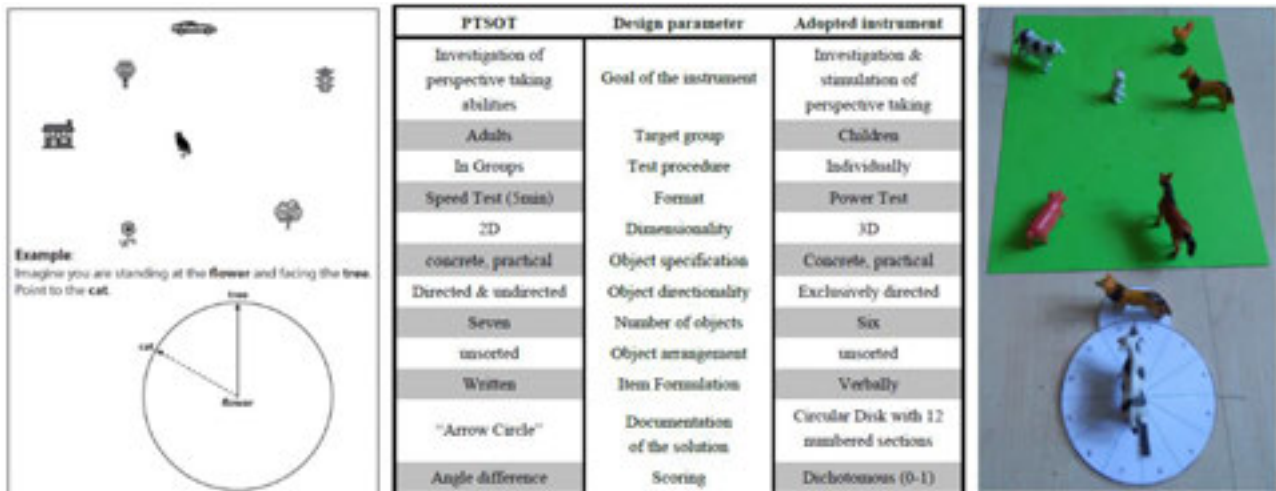 Example:
Imagine you are standing at the flower and facing the tree.
Point to the cat.
tree
cat
flower
PTSOT Design parameter Adopted instrument
Investigation of perspective taking abilities Goal of the instrument Investigation & stimulation of perspective taking
Adults Target group Children
In Groups Test procedure Individually
Speed Test (5min) Format Power Test
2D Dimensionality 3D
concrete, practical Object specification Concrete, practical
Directed & undirected Object directionality Exclusively directed
Seven Number of objects Six
unsorted Object arrangement unsorted
Written Item Formulation Verbally
“Arrow Circle” Documentation of the solution Circular Disk with 12 numbered sections
Angle difference Scoring Dichotomous (0-1)